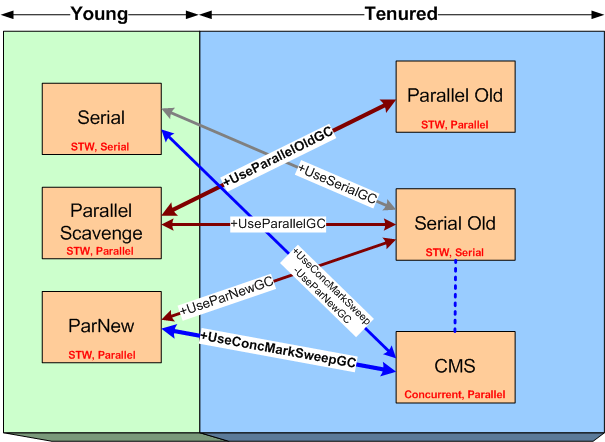 Young
Tenured
Serial
STW, Serial
Parallel
Scavenge
STW, Parallel
ParNew
STW, Parallel
+UseParallelOldGC
+UseSerialGC
+UseParallelGC
+UseParNewGC
+UseConcMarkSweep
-UseParNewGC
+UseConcMarkSweepGC
Parallel Old
STW, Parallel
Serial Old
STW, Serial
CMS
Concurrent, Parallel